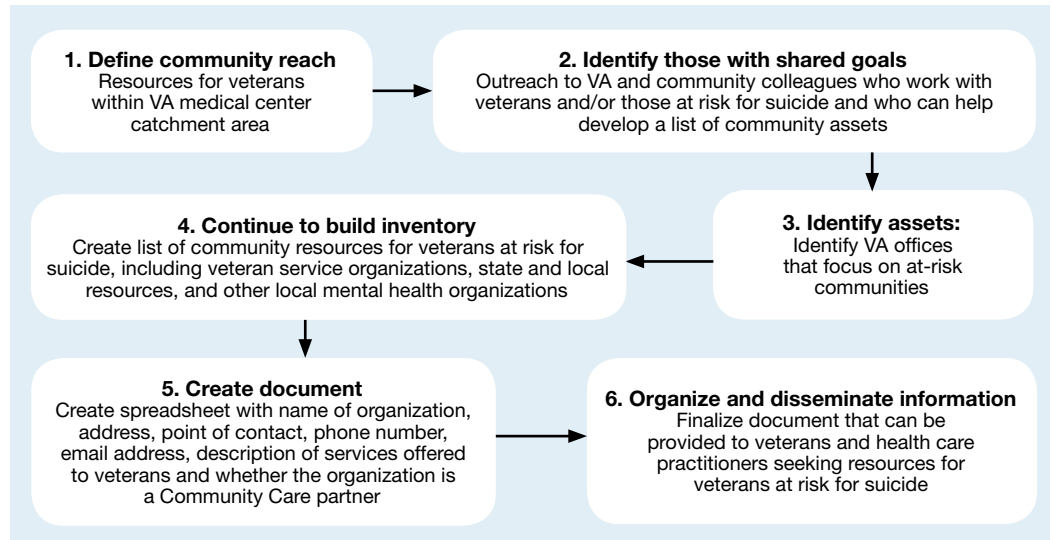 1. Define community reach
Resources for veterans
within VA medical center
catchment area
2. Identify those with shared goals
Outreach to VA and community colleagues who work with
veterans and/or those at risk for suicide and who can help
develop a list of community assets
3. Identify assets:
Identify VA offices
that focus on at-risk
communities
4. Continue to build inventory
Create list of community resources for veterans at risk for
suicide, including veteran service organizations, state and local
resources, and other local mental health organizations
5. Create document
Create spreadsheet with name of organization,
address, point of contact, phone number,
email address, description of services offered
to veterans and whether the organization is
a Community Care partner
6. Organize and disseminate information
Finalize document that can be
provided to veterans and health care
practitioners seeking resources for
veterans at risk for suicide